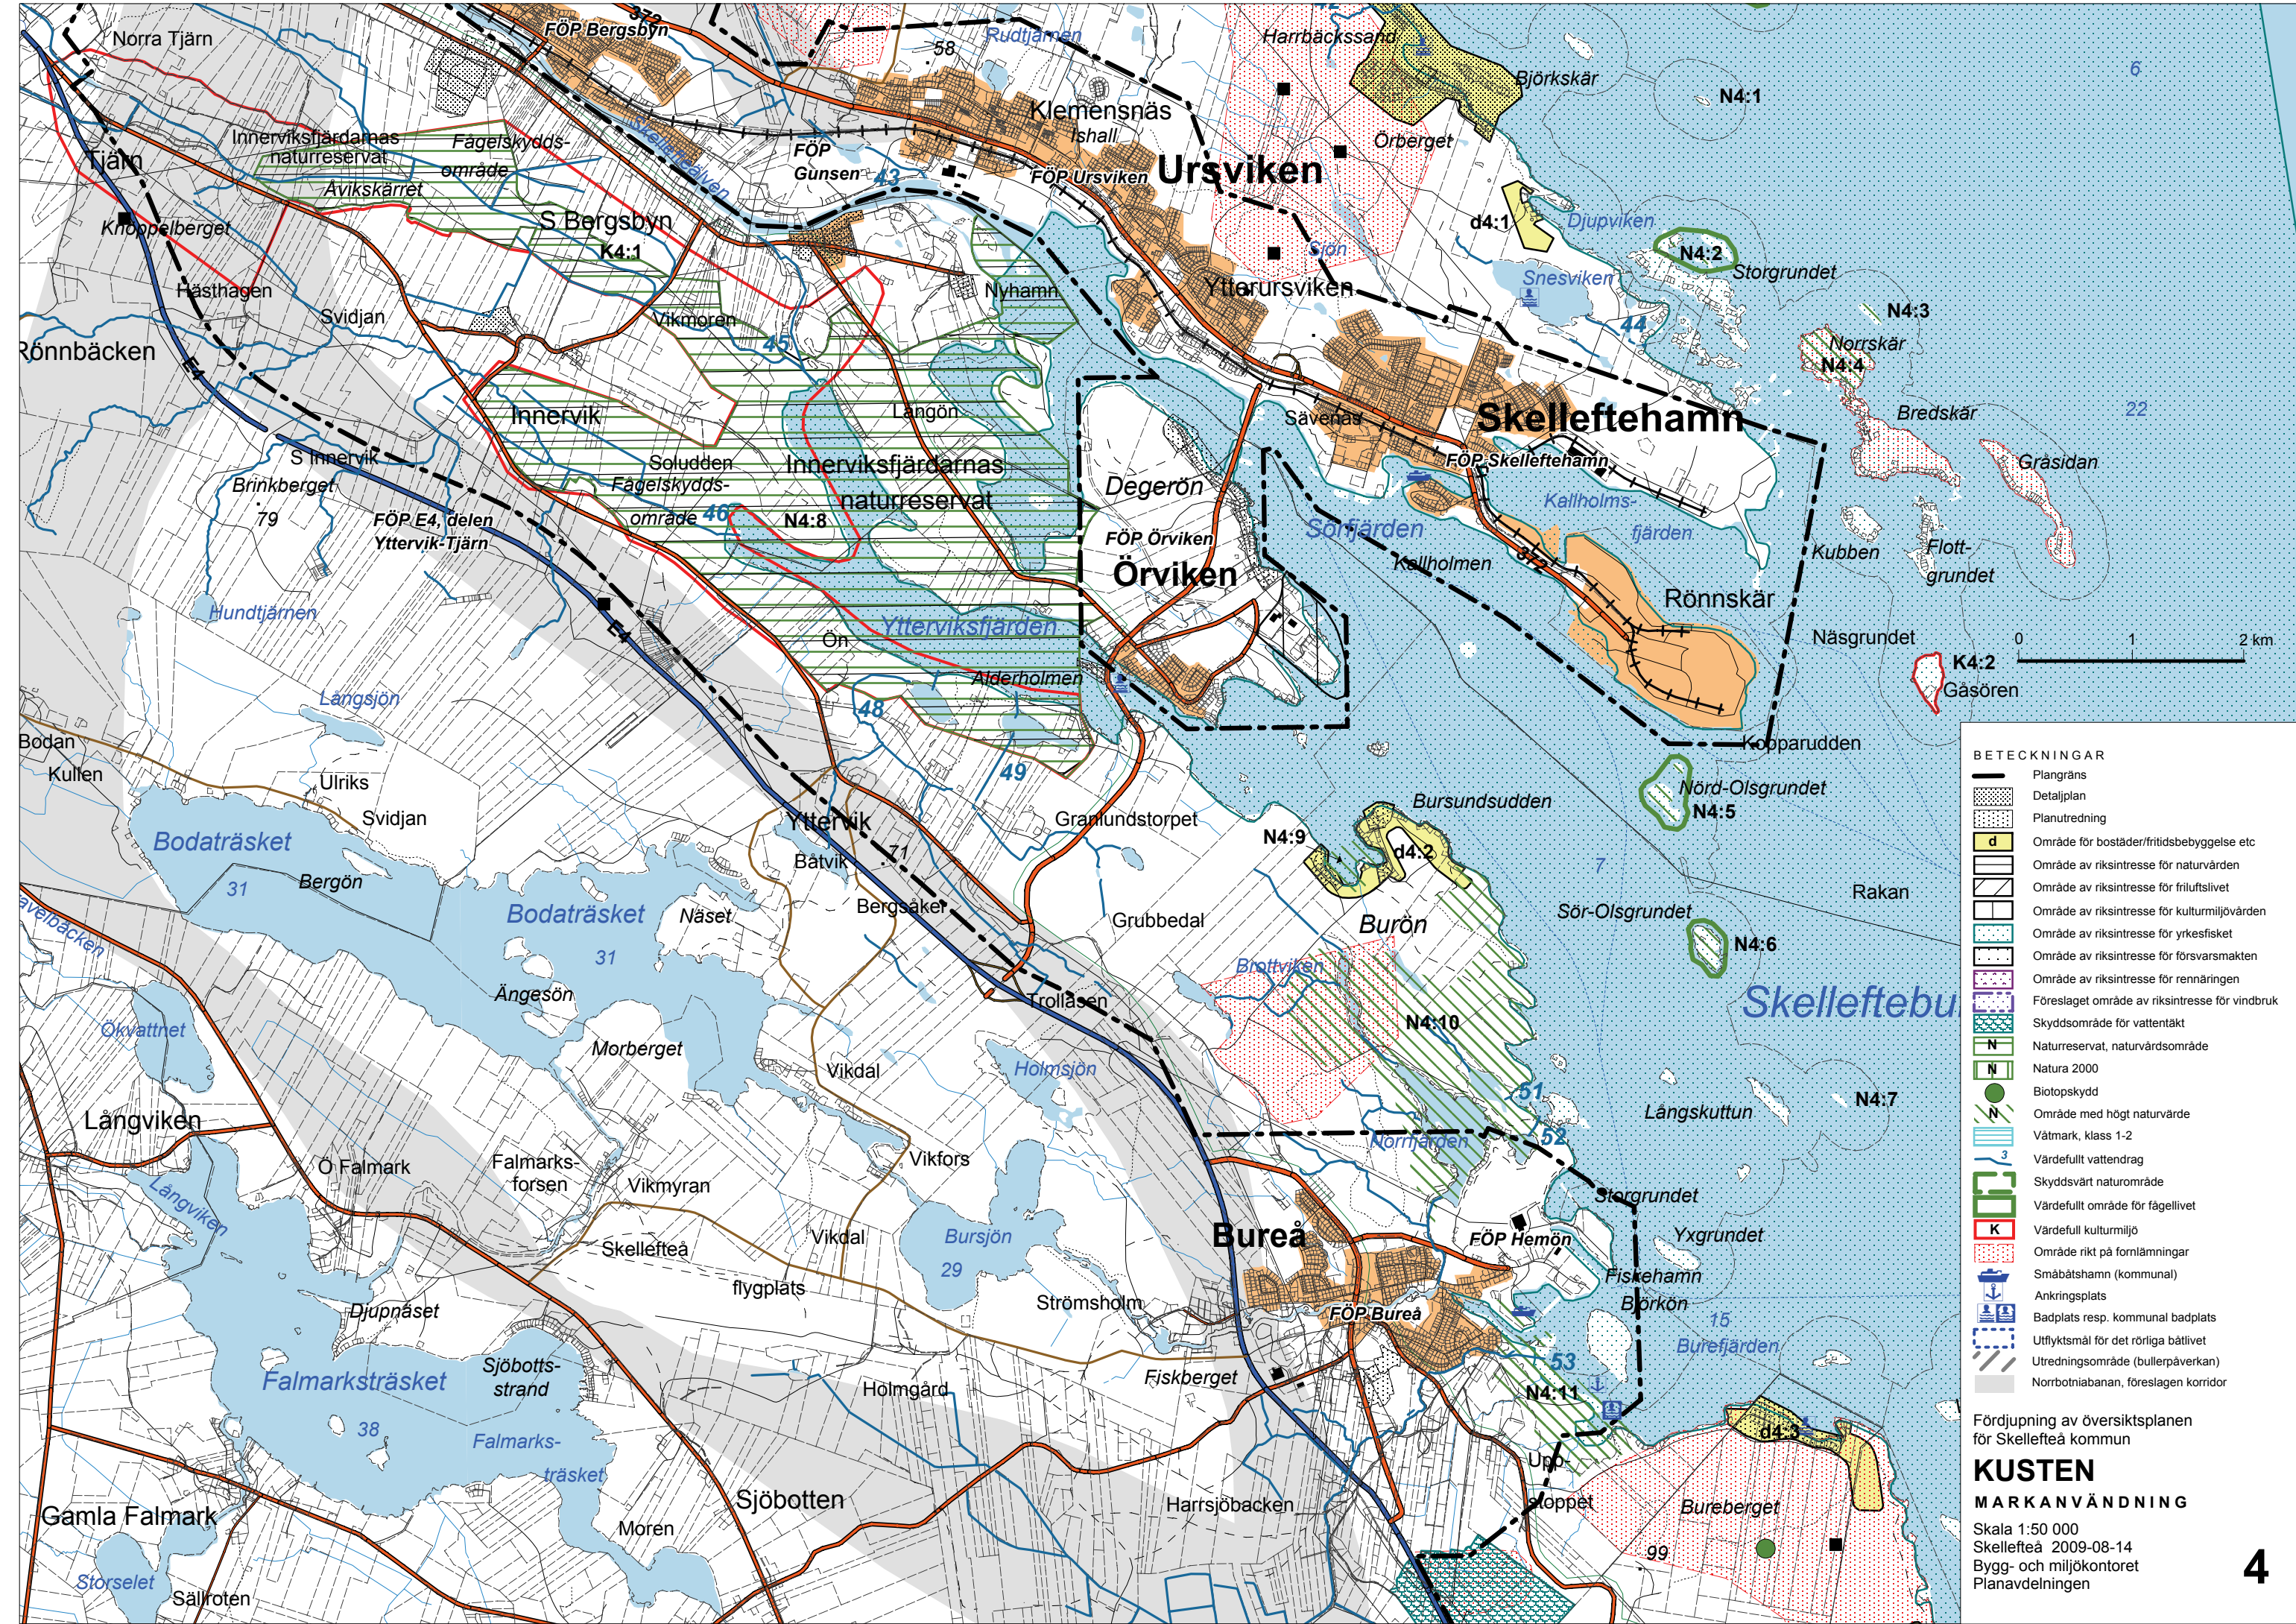 Norra Tjärn
FÖP Bergsbyn
372
58
Rudtjärnen
42
Harrbäckssand
Björkskär
N4:1
6
Klemensnäs
Ishall
Örberget
Innerviksfjärdarnas
naturreservat
Fågelskydds-
område
Tjärn
Åvikskärret
Skellefteälven
FÖP
Gunsen
43
FÖP Ursviken
Ursviken
Knöppelberget
S Bergsbyn
K4:1
d4:1
Djupviken
Sjön
N4:2
Storgrundet
Hästhagen
Svidjan
Vikmoren
45
Nyhamn
Ytterursviken
Snesviken
44
N4:3
Norrskär
N4:4
Rönnbäcken
E4
Innervik
Långön
Sävenäs
Skelleftehamn
FÖP Skelleftehamn
Bredskär
22
Gråsidan
S Innervik
Brinkberget
79
Soludden
Fågelskydds-
område
46
N4:8
Innerviksfjärdarnas
naturreservat
Degerön
FÖP E4, delen
Yttervik-Tjärn
FÖP Örviken
Örviken
Sörfjärden
Kallholmen
Kallholms-
fjärden
372
Kubben
Flott-
grundet
Rönnskär
Hundtjärnen
E4
Ön
Ytterviksfjärden
Alderholmen
Näsgrundet
0 1 2 km
K4:2
Gåsören
Långsjön
48
49
Kopparudden
Bodan
Kullen
Ulriks
Svidjan
Nörd-Olsgrundet
N4:5
Bodaträsket
31
Bergön
Yttervik
Båtvik
71
Granlundstorpet
Bursundsudden
N4:9
d4:2
7
Rakan
Bodaträsket
31
Näset
Bergsåker
Grubbedal
Burön
Sör-Olsgrundet
N4:6
Ängesön
Brottviken
Trollåsen
Skelleftebu
Ökvattnet
Morberget
Vikdal
Holmsjön
N4:10
51
52
Långskuttun
N4:7
Långviken
Långviken
Ö Falmark
Falmarks-
forsen
Vikmyran
Vikfors
Norrfjärden
Storgrundet
Skellefteå
flygplats
Vikdal
Bursjön
29
Bureå
FÖP Hemön
Yxgrundet
Fiskehamn
Björkön
Djupnäset
Strömsholm
FÖP Bureå
15
Burefjärden
Falmarksträsket
38
Sjöbotts-
strand
Holmgård
Fiskberget
53
N4:11
Falmarks-
träsket
d4:3
Gamla Falmark
Sjöbotten
Moren
Harrsjöbacken
Upp-
stoppet
Bureberget
99
Storselet
Sällroten
BETECKNINGAR
Plangräns
Detaljplan
Planutredning
d Område för bostäder/fritidsbebyggelse etc
Område av riksintresse för naturvården
Område av riksintresse för friluftslivet
Område av riksintresse för kulturmiljövården
Område av riksintresse för yrkesfisket
Område av riksintresse för försvarsmakten
Område av riksintresse för rennäringen
Föreslaget område av riksintresse för vindbruk
Skyddsområde för vattentäkt
N Naturreservat, naturvårdsområde
N Natura 2000
Biotopskydd
N Område med högt naturvärde
Våtmark, klass 1-2
3 Värdefullt vattendrag
Skyddsvärt naturområde
Värdefullt område för fågellivet
K Värdefull kulturmiljö
Område rikt på fornlämningar
Småbåtshamn (kommunal)
Ankringsplats
Badplats resp. kommunal badplats
Utflyktsmål för det rörliga båtlivet
Utredningsområde (bullerpåverkan)
Norrbotniabanan, föreslagen korridor
Fördjupning av översiktsplanen
för Skellefteå kommun
KUSTEN
MARKANVÄNDNING
Skala 1:50 000
Skellefteå 2009-08-14
Bygg- och miljökontoret
Planavdelningen
4